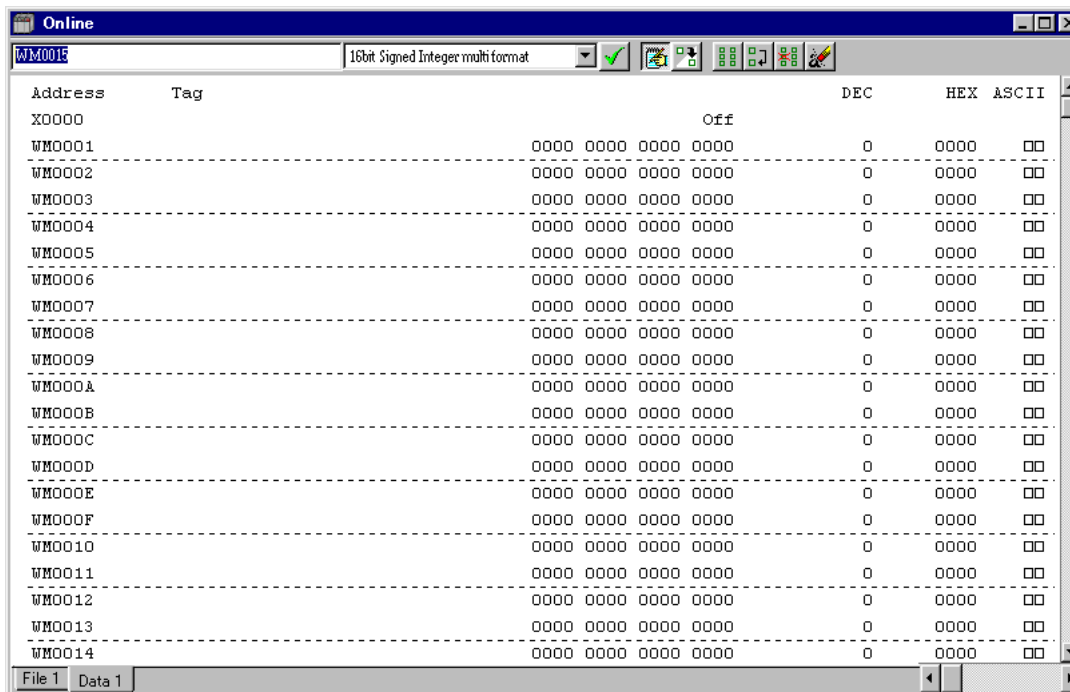 Online
WM0015 16bit Signed Integer multi format
Address Tag DEC HEX ASCII
X0000 Off
WM0001 0000 0000 0000 0000 0 0000 □□
WM0002 0000 0000 0000 0000 0 0000 □□
WM0003 0000 0000 0000 0000 0 0000 □□
WM0004 0000 0000 0000 0000 0 0000 □□
WM0005 0000 0000 0000 0000 0 0000 □□
WM0006 0000 0000 0000 0000 0 0000 □□
WM0007 0000 0000 0000 0000 0 0000 □□
WM0008 0000 0000 0000 0000 0 0000 □□
WM0009 0000 0000 0000 0000 0 0000 □□
WM000A 0000 0000 0000 0000 0 0000 □□
WM000B 0000 0000 0000 0000 0 0000 □□
WM000C 0000 0000 0000 0000 0 0000 □□
WM000D 0000 0000 0000 0000 0 0000 □□
WM000E 0000 0000 0000 0000 0 0000 □□
WM000F 0000 0000 0000 0000 0 0000 □□
WM0010 0000 0000 0000 0000 0 0000 □□
WM0011 0000 0000 0000 0000 0 0000 □□
WM0012 0000 0000 0000 0000 0 0000 □□
WM0013 0000 0000 0000 0000 0 0000 □□
WM0014 0000 0000 0000 0000 0 0000 □□
File 1 Data 1